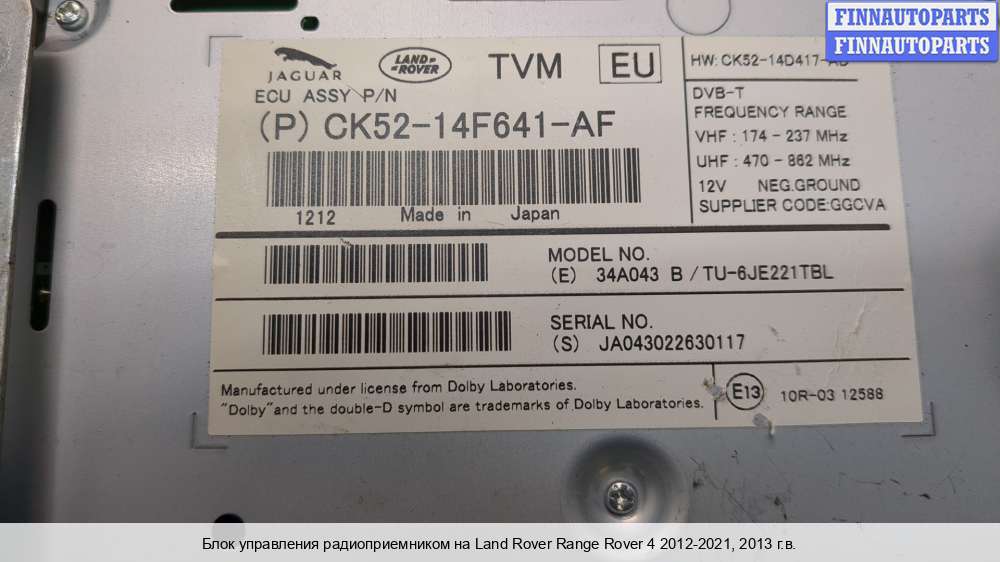 FINNAUTOPARTS
FINNAUTOPARTS
JAGUAR
LAND-
-ROVER
TVM
EU
HW: CK52-14D417-
ECU ASSY P/N
(P) CK52-14F641-AF
DVB-T
FREQUENCY RANGE
VHF : 174 - 237 MHz
UHF : 470 - 862 MHz
12V NEG.GROUND
SUPPLIER CODE:GGCVA
1212 Made in Japan
MODEL NO.
(E) 34A043 B / TU-6JE221TBL
SERIAL NO.
(S) JA043022630117
Manufactured under license from Dolby Laboratories.
"Dolby"and the double-D symbol are trademarks of Dolby Laboratories.
E13
10R-03 12588
Блок управления радиоприемником на Land Rover Range Rover 4 2012-2021, 2013 г.в.